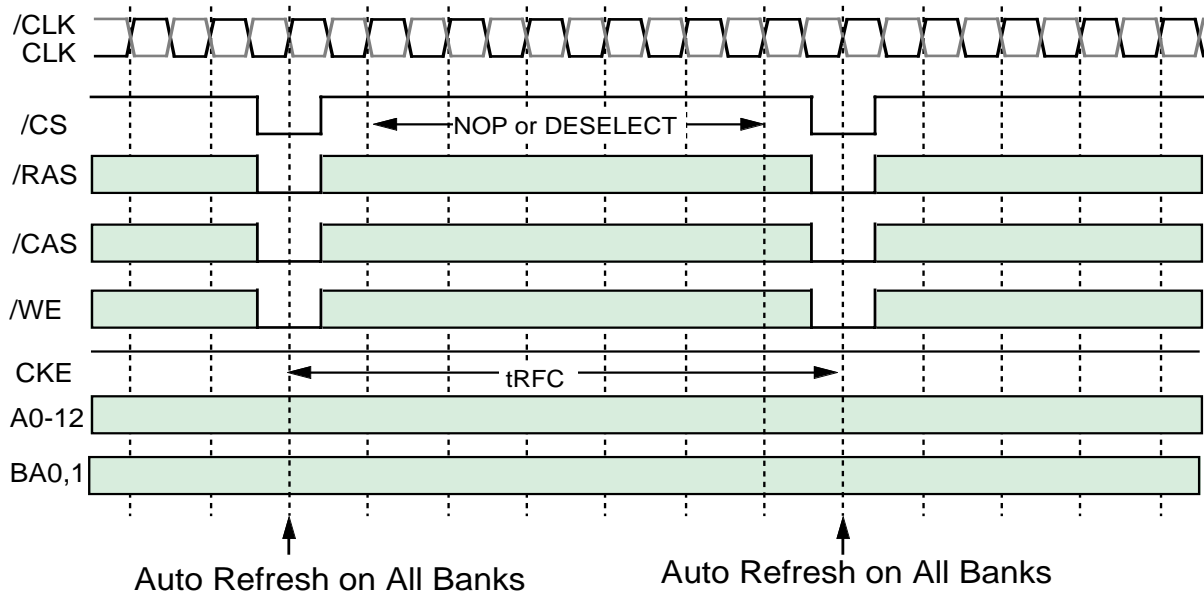 /CLK
CLK
/CS
NOP or DESELECT
/RAS
/CAS
/WE
CKE
tRFC
A0-12
BA0,1
Auto Refresh on All Banks
Auto Refresh on All Banks